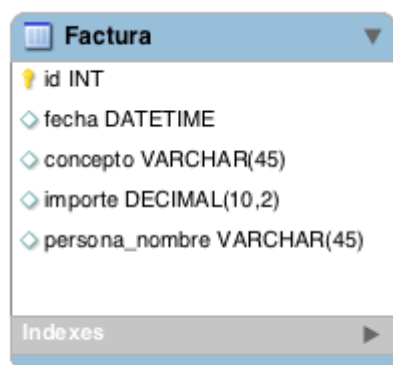 Factura
id INT
fecha DATETIME
concepto VARCHAR(45)
importe DECIMAL(10,2)
persona_nombre VARCHAR(45)
Indexes